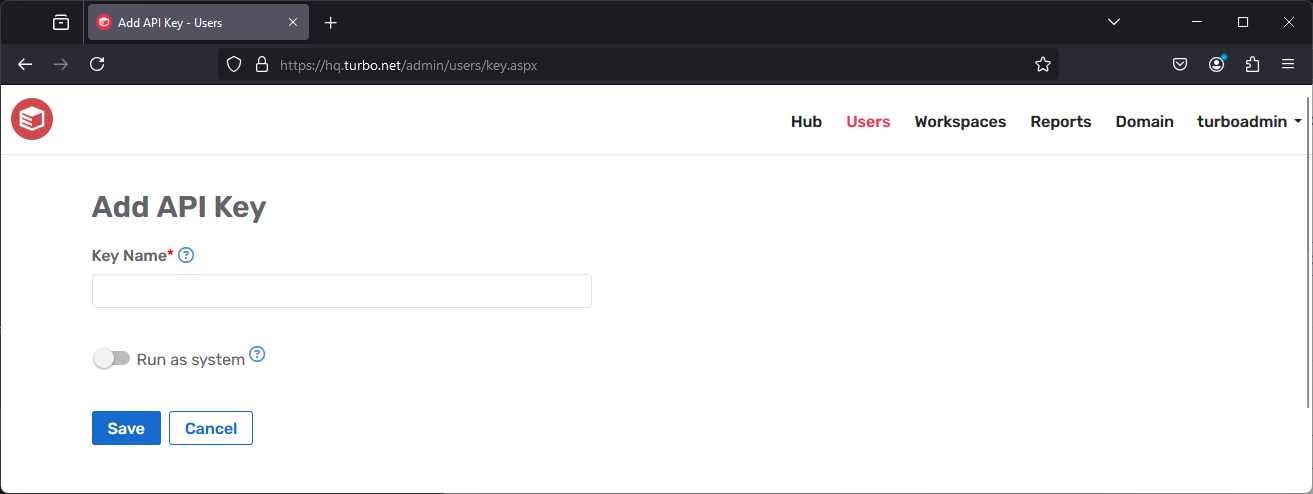 Add API Key - Users
https://hq.turbo.net/admin/users/key.aspx
Hub Users Workspaces Reports Domain turboadmin
Add API Key
Key Name* ?
Run as system ?
Save Cancel